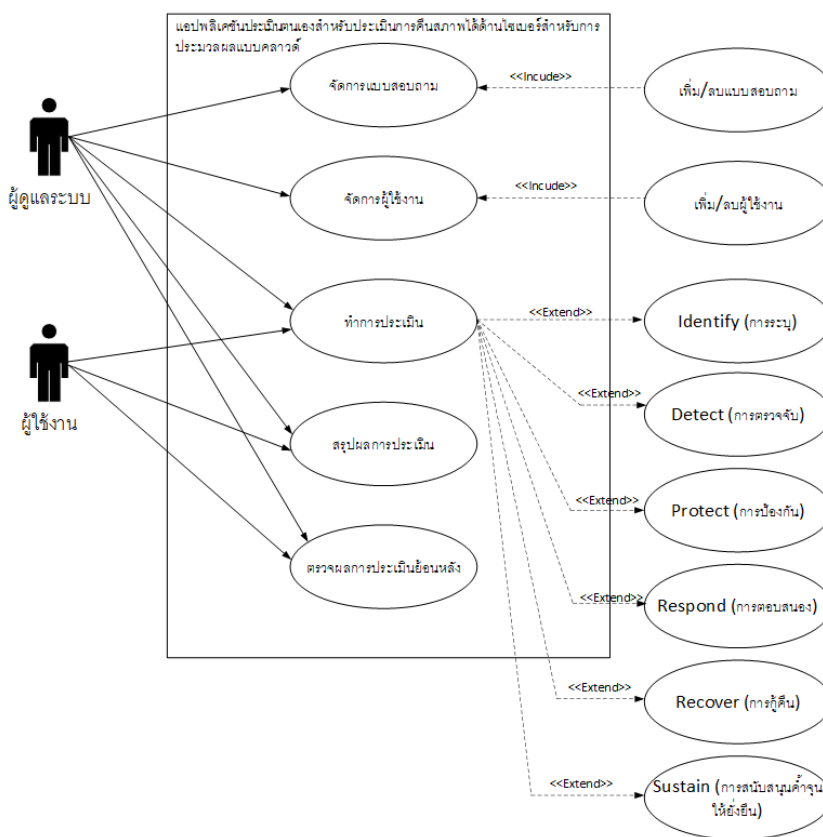 แอปพลิเคชันประเมินตนเองสำหรับประเมินการคืนสภาพได้ด้านไซเบอร์สำหรับการ
ประมวลผลแบบคลาวด์
จัดการแบบสอบถาม
<<Incude>>
เพิ่ม/ลบแบบสอบถาม
ผู้ดูแลระบบ
จัดการผู้ใช้งาน
<<Incude>>
เพิ่ม/ลบผู้ใช้งาน
ทำการประเมิน
<<Extend>>
Identify (การระบุ)
ผู้ใช้งาน
<<Extend>>
Detect (การตรวจจับ)
สรุปผลการประเมิน
<<Extend>>
Protect (การป้องกัน)
ตรวจผลการประเมินย้อนหลัง
<<Extend>>
Respond (การตอบสนอง)
<<Extend>>
Recover (การกู้คืน)
<<Extend>>
Sustain (การสนับสนุนค้ำจุน
ให้ยั่งยืน)